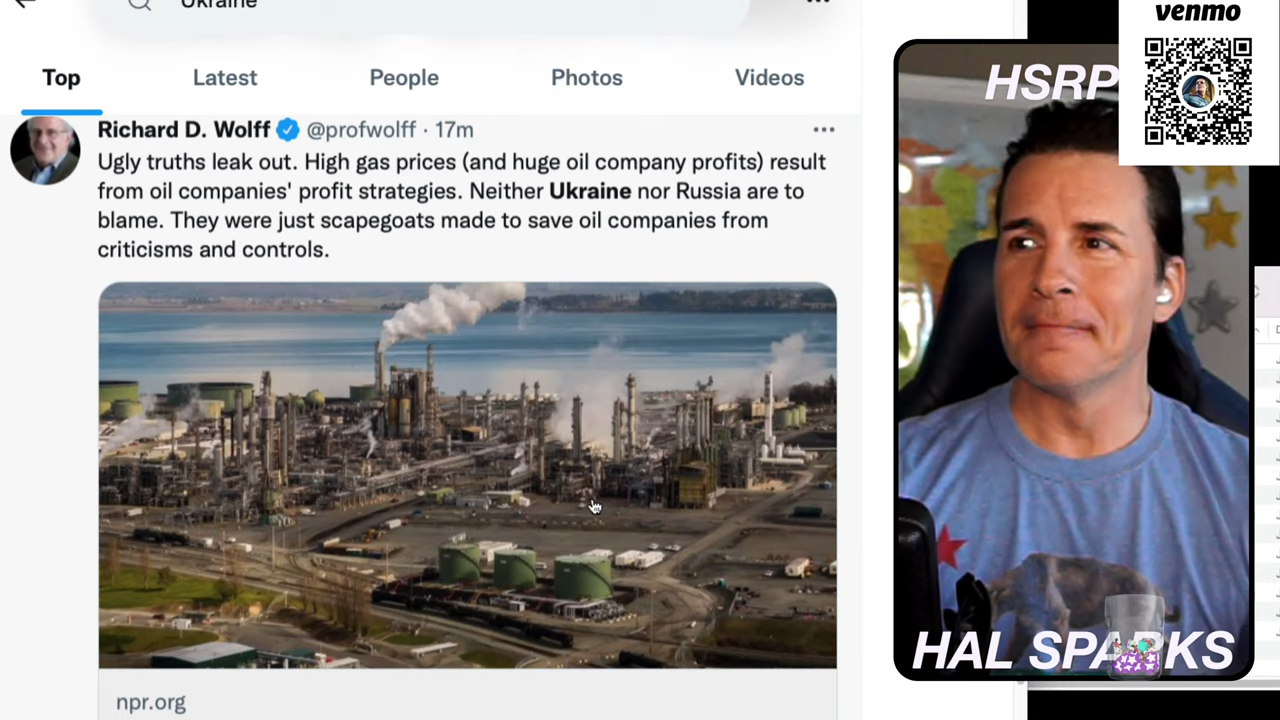 Ukraine
Top
Latest
People
Photos
Videos
Richard D. Wolff @profwolff · 17m
Ugly truths leak out. High gas prices (and huge oil company profits) result
from oil companies' profit strategies. Neither Ukraine nor Russia are to
blame. They were just scapegoats made to save oil companies from
criticisms and controls.
npr.org
venmo
HSRP
HAL SPARKS